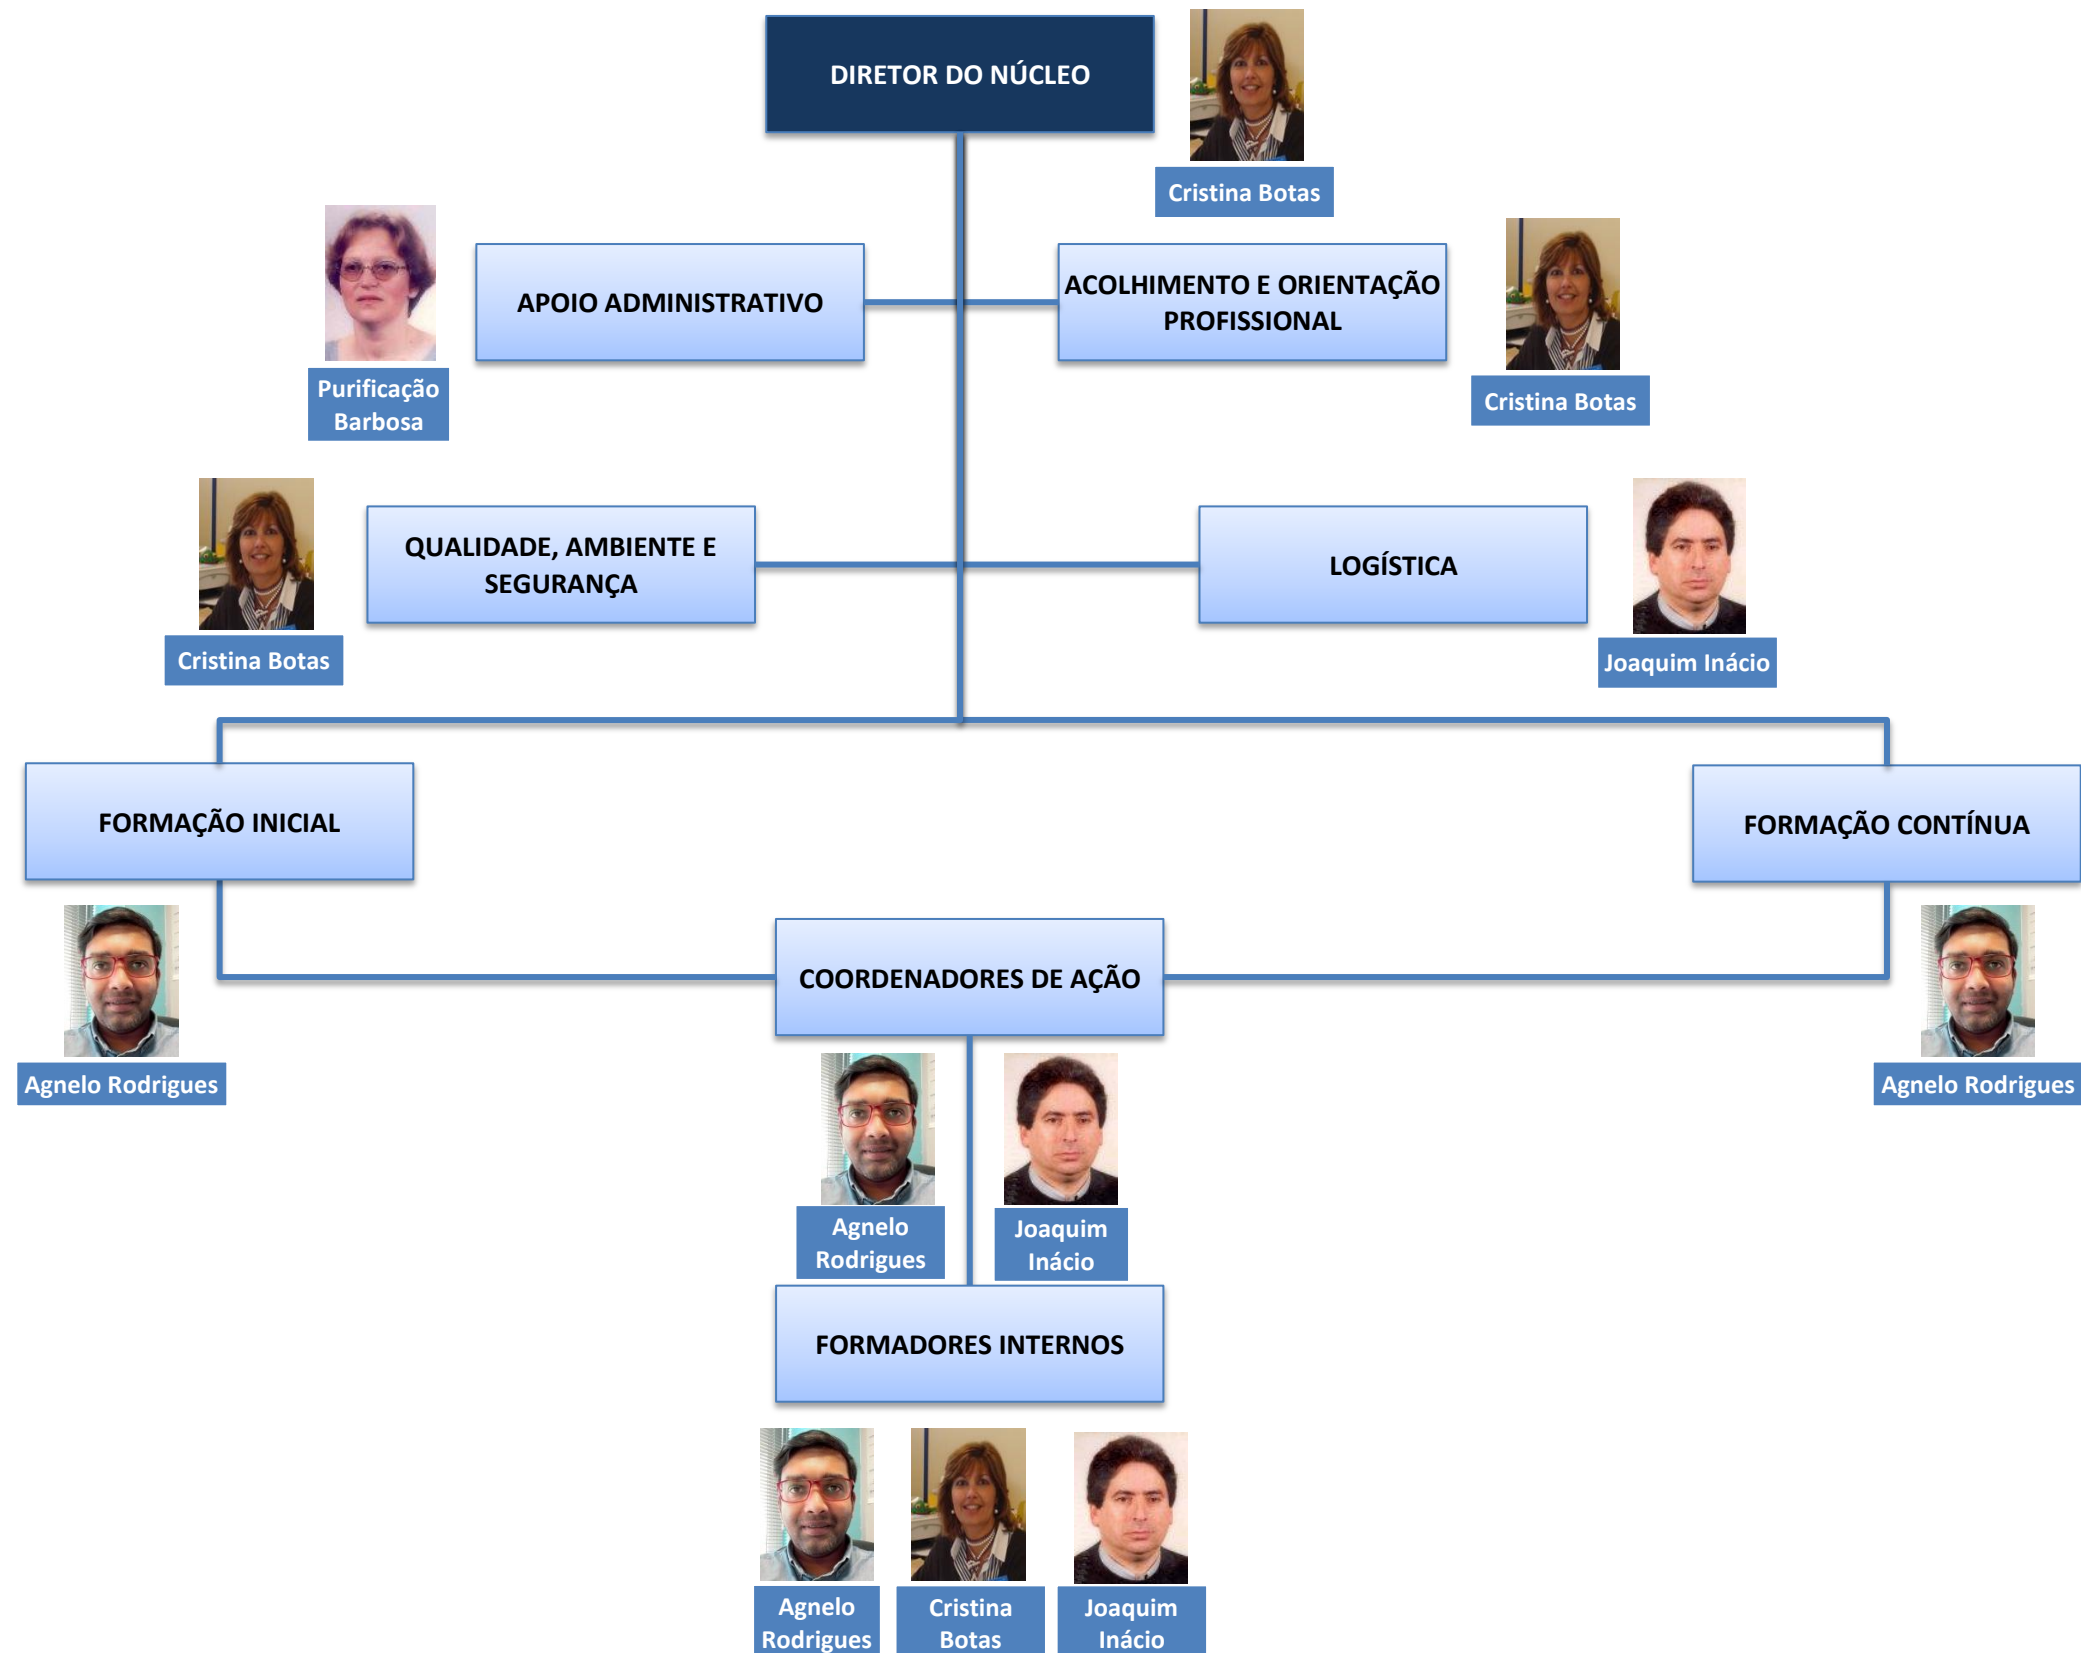 DIRETOR DO NÚCLEO
Cristina Botas
APOIO ADMINISTRATIVO
Purificação
Barbosa
ACOLHIMENTO E ORIENTAÇÃO
PROFISSIONAL
Cristina Botas
QUALIDADE, AMBIENTE E
SEGURANÇA
Cristina Botas
LOGÍSTICA
Joaquim Inácio
FORMAÇÃO INICIAL
Agnelo Rodrigues
FORMAÇÃO CONTÍNUA
Agnelo Rodrigues
COORDENADORES DE AÇÃO
Agnelo
Rodrigues
Joaquim
Inácio
FORMADORES INTERNOS
Agnelo
Rodrigues
Cristina
Botas
Joaquim
Inácio